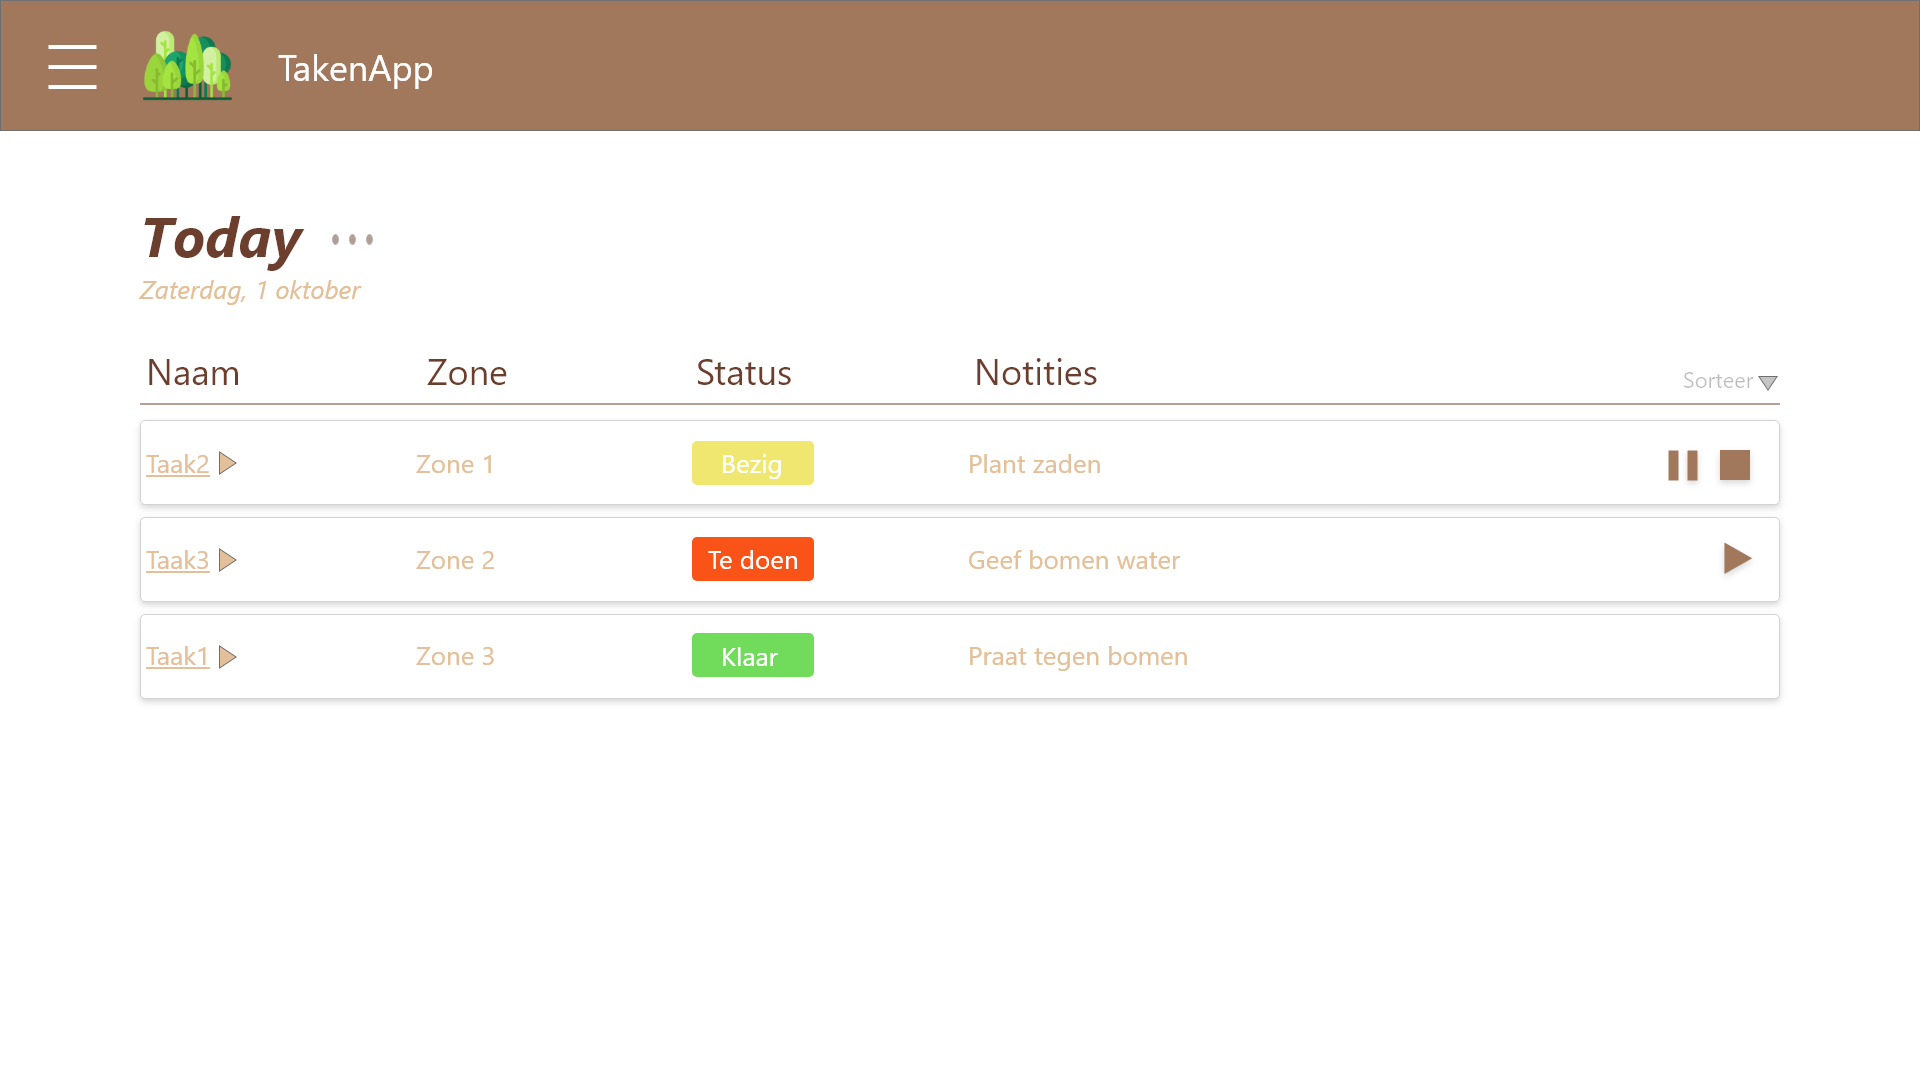 TakenApp
Today
Zaterdag, 1 oktober
Naam Zone Status Notities Sorteer
Taak2 Zone 1 Bezig Plant zaden
Taak3 Zone 2 Te doen Geef bomen water
Taak1 Zone 3 Klaar Praat tegen bomen